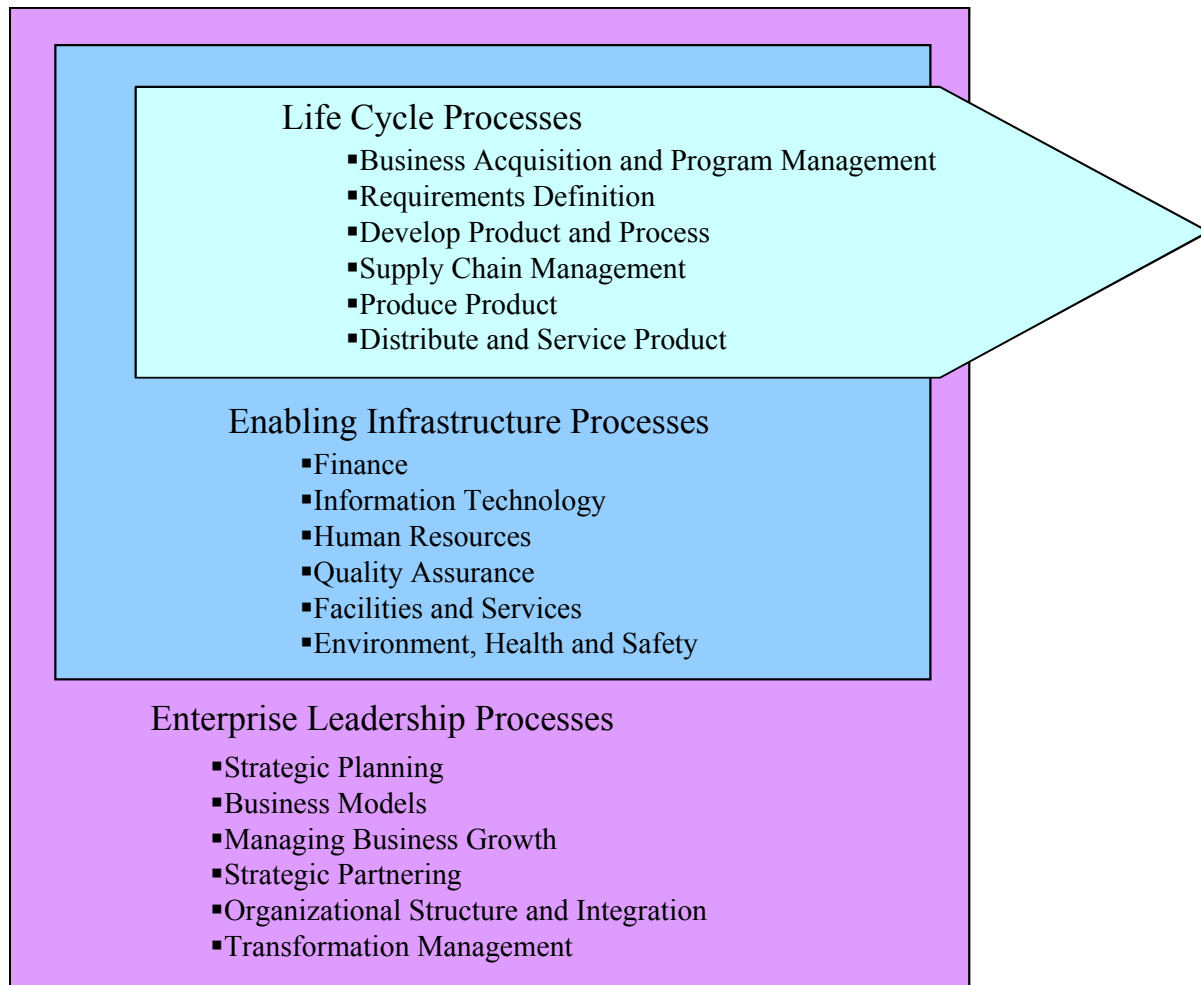 Life Cycle Processes
▪Business Acquisition and Program Management
▪Requirements Definition
▪Develop Product and Process
▪Supply Chain Management
▪Produce Product
▪Distribute and Service Product
Enabling Infrastructure Processes
▪Finance
▪Information Technology
▪Human Resources
▪Quality Assurance
▪Facilities and Services
▪Environment, Health and Safety
Enterprise Leadership Processes
▪Strategic Planning
▪Business Models
▪Managing Business Growth
▪Strategic Partnering
▪Organizational Structure and Integration
▪Transformation Management